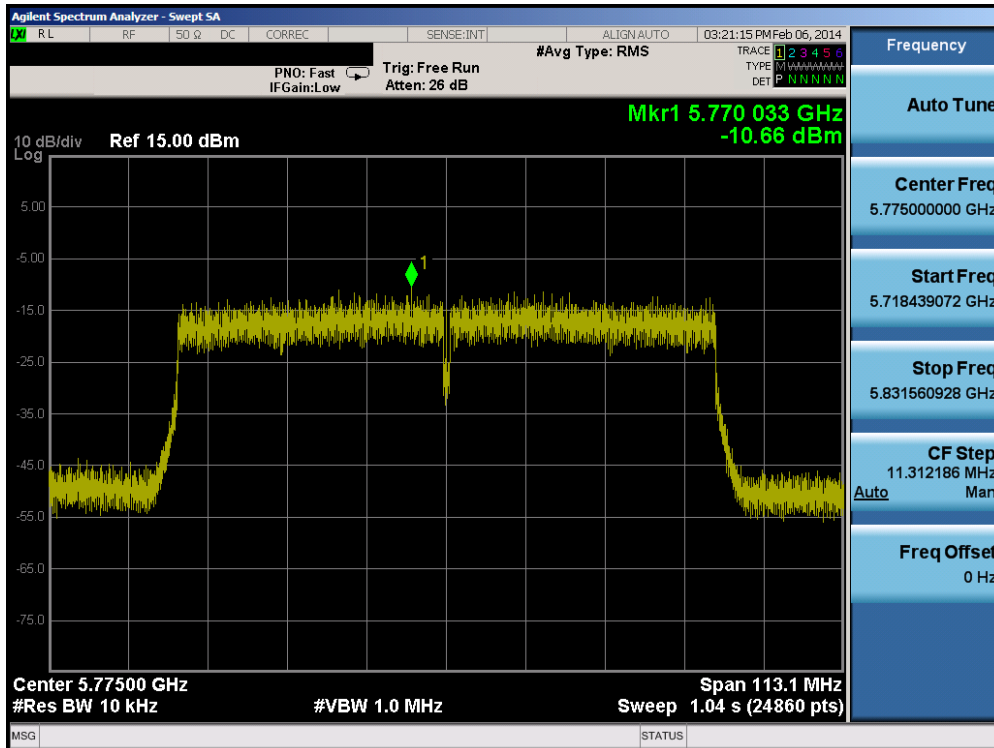 Agilent Spectrum Analyzer - Swept SA
LXI R L RF 50 Ω DC CORREC SENSE:INT ALIGN AUTO 03:21:15 PM Feb 06, 2014
#Avg Type: RMS
TRACE 1 2 3 4 5 6
PNO: Fast Trig: Free Run
TYPE M W W W W W
IFGain:Low Atten: 26 dB
DET P N N N N N
Mkr1 5.770 033 GHz
-10.66 dBm
10 dB/div Ref 15.00 dBm
Log
5.00
-5.00
1
-15.0
-25.0
-35.0
-45.0
-55.0
-65.0
-75.0
Center 5.77500 GHz Span 113.1 MHz
#Res BW 10 kHz #VBW 1.0 MHz Sweep 1.04 s (24860 pts)
MSG STATUS
Frequency
Auto Tune
Center Freq
5.775000000 GHz
Start Freq
5.718439072 GHz
Stop Freq
5.831560928 GHz
CF Step
11.312186 MHz
Auto Man
Freq Offset
0 Hz